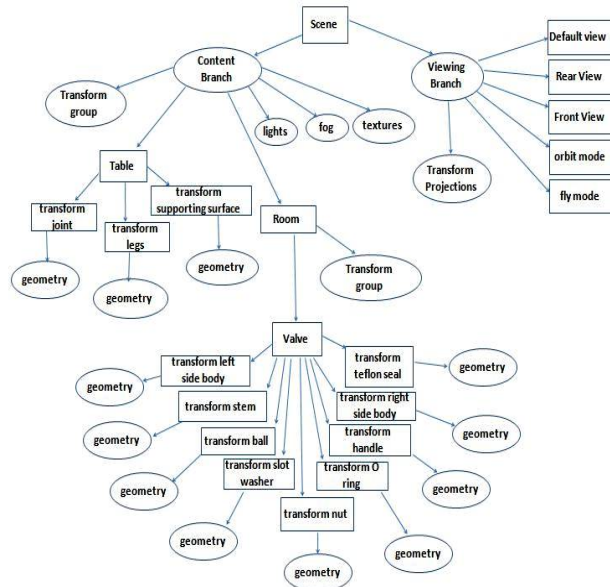 Scene
Default view
Content
Branch
Viewing
Branch
Rear View
Transform
group
Front View
lights
fog
textures
orbit mode
Table
Transform
Projections
fly mode
transform
joint
transform
legs
transform
supporting surface
Room
geometry
geometry
geometry
Transform
group
Valve
transform left
side body
transform
teflon seal
geometry
geometry
transform stem
transform right
side body
geometry
transform ball
transform
handle
geometry
transform slot
washer
transform O
ring
geometry
geometry
transform nut
geometry
geometry
geometry